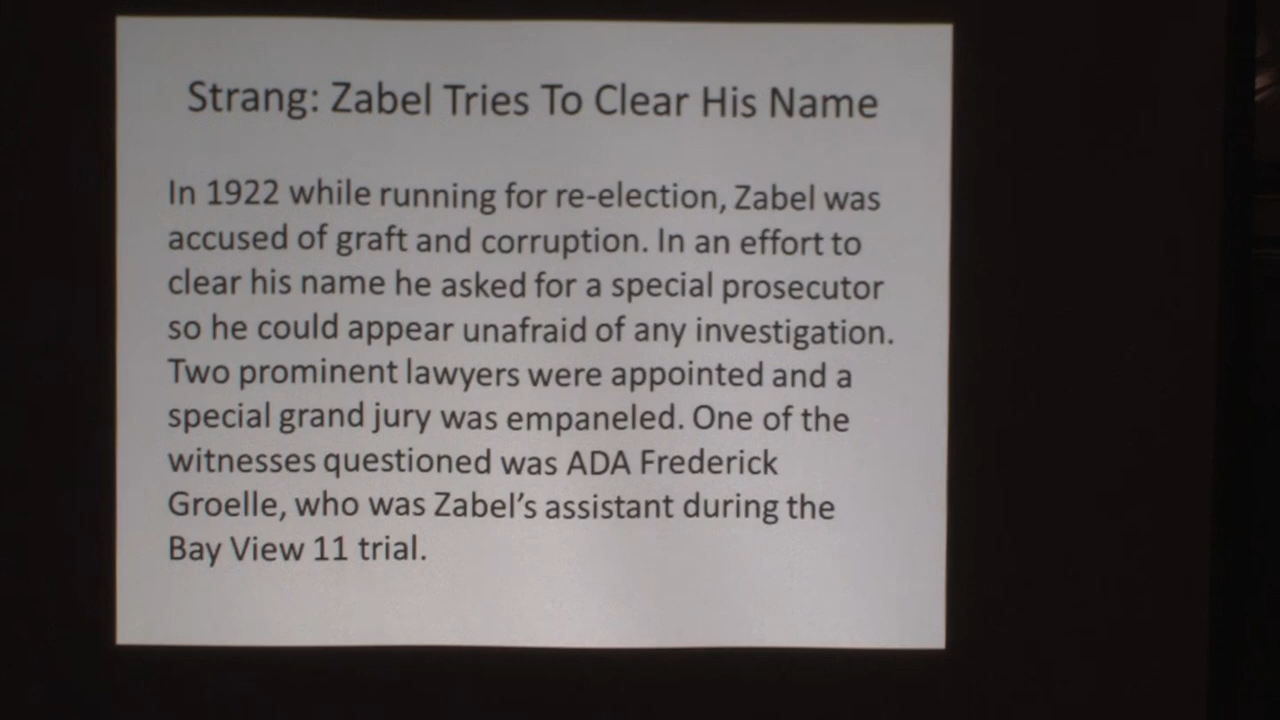 Strang: Zabel Tries To Clear His Name
In 1922 while running for re-election, Zabel was
accused of graft and corruption. In an effort to
clear his name he asked for a special prosecutor
so he could appear unafraid of any investigation.
Two prominent lawyers were appointed and a
special grand jury was empaneled. One of the
witnesses questioned was ADA Frederick
Groelle, who was Zabel’s assistant during the
Bay View 11 trial.